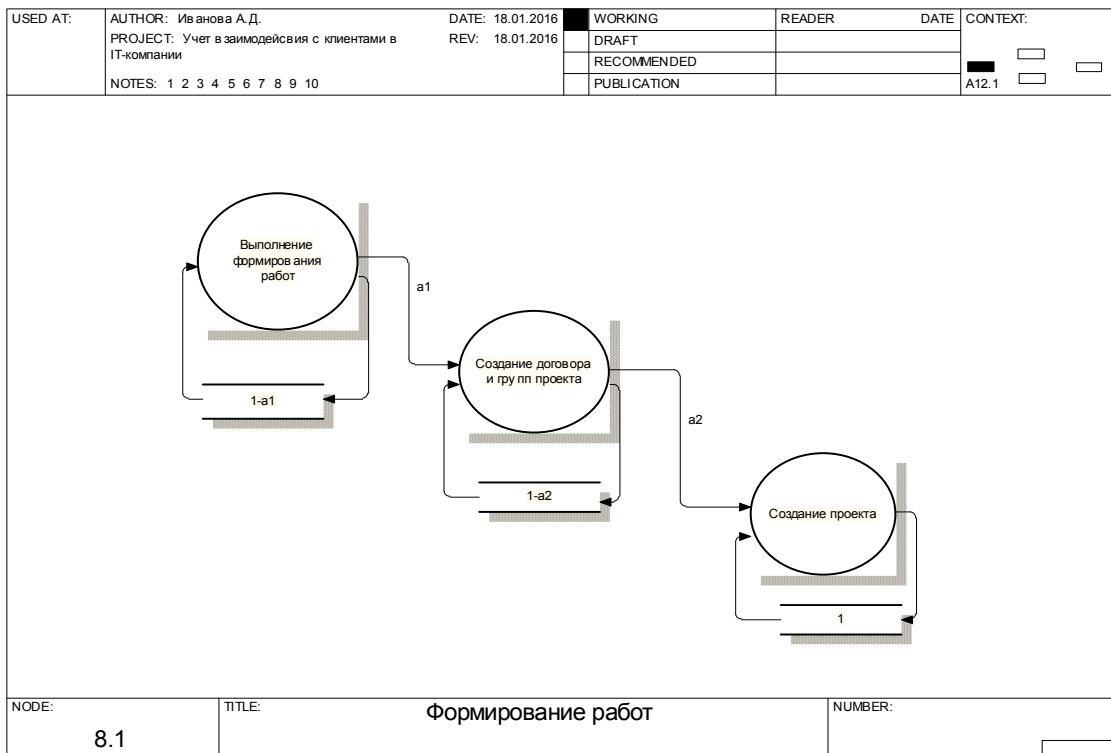 USED AT:
AUTHOR: Иванова А.Д.
DATE: 18.01.2016
PROJECT: Учет взаимодейсвия с клиентами в
IT-компании
REV: 18.01.2016
NOTES: 1 2 3 4 5 6 7 8 9 10
WORKING
DRAFT
RECOMMENDED
PUBLICATION
READER DATE
CONTEXT:
A12.1
Выполнение
формирования
работ
a1
1-a1
Создание договора
и групп проекта
a2
1-a2
Создание проекта
1
NODE:
8.1
TITLE:
Формирование работ
NUMBER: